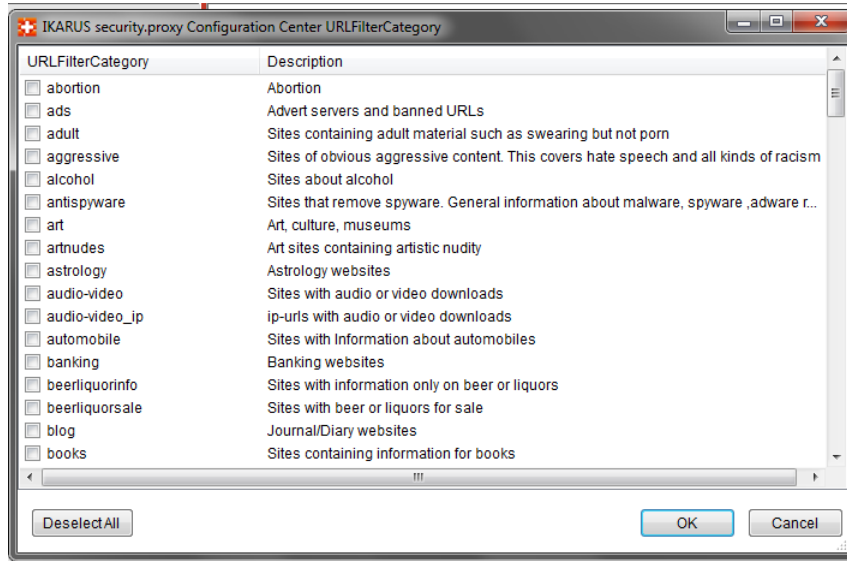 IKARUS security.proxy Configuration Center URLFilterCategory
URLFilterCategory Description
abortion Abortion
ads Advert servers and banned URLs
adult Sites containing adult material such as swearing but not porn
aggressive Sites of obvious aggressive content. This covers hate speech and all kinds of racism
alcohol Sites about alcohol
antispyware Sites that remove spyware. General information about malware, spyware ,adware r...
art Art, culture, museums
artnudes Art sites containing artistic nudity
astrology Astrology websites
audio-video Sites with audio or video downloads
audio-video_ip ip-urls with audio or video downloads
automobile Sites with Information about automobiles
banking Banking websites
beerliquorinfo Sites with information only on beer or liquors
beerliquorsale Sites with beer or liquors for sale
blog Journal/Diary websites
books Sites containing information for books
Deselect All OK Cancel